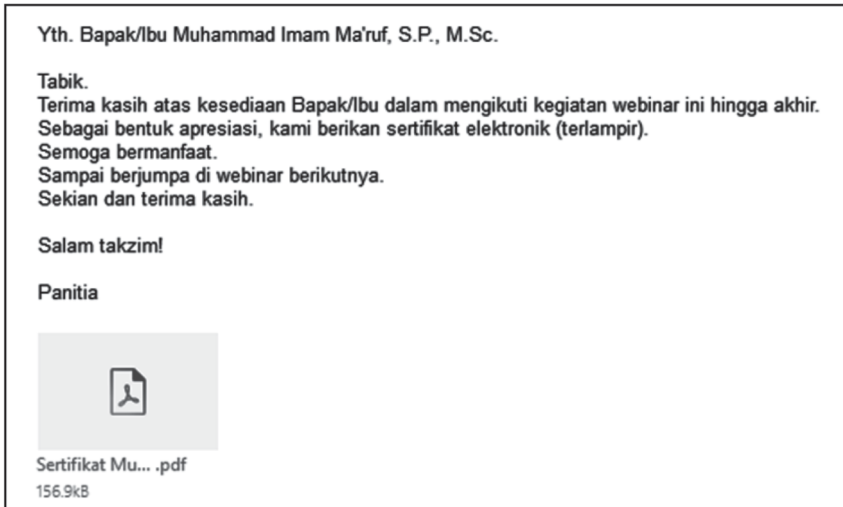 Yth. Bapak/Ibu Muhammad Imam Ma'ruf, S.P., M.Sc.
Tabik.
Terima kasih atas kesediaan Bapak/Ibu dalam mengikuti kegiatan webinar ini hingga akhir.
Sebagai bentuk apresiasi, kami berikan sertifikat elektronik (terlampir).
Semoga bermanfaat.
Sampai berjumpa di webinar berikutnya.
Sekian dan terima kasih.
Salam takzim!
Panitia
Sertifikat Mu... .pdf
156.9kB